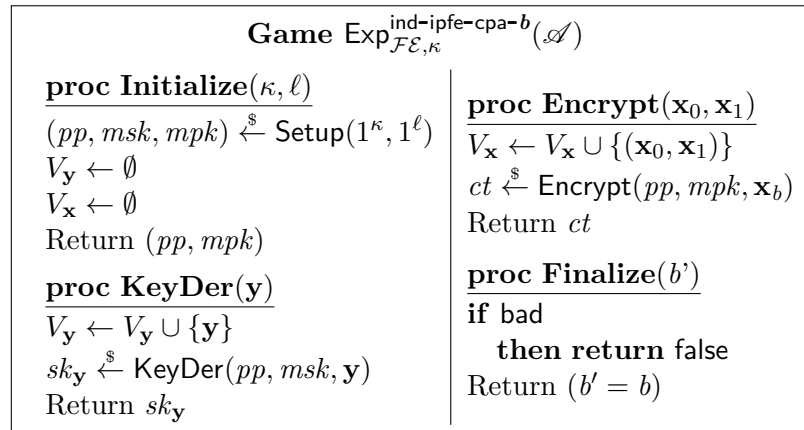 Game Exp^{ind-ipfe-cpa-b}_{FE,κ}(𝒜)
proc Initialize(κ, ℓ)
(pp, msk, mpk) ←$ Setup(1^κ, 1^ℓ)
V_y ← ∅
V_x ← ∅
Return (pp, mpk)
proc KeyDer(y)
V_y ← V_y ∪ {y}
sk_y ←$ KeyDer(pp, msk, y)
Return sk_y
proc Encrypt(x_0, x_1)
V_x ← V_x ∪ {(x_0, x_1)}
ct ←$ Encrypt(pp, mpk, x_b)
Return ct
proc Finalize(b')
if bad
then return false
Return (b′ = b)